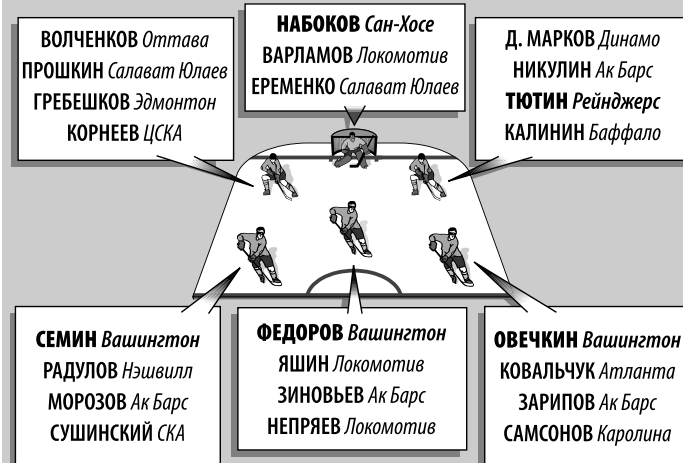 ВОЛЧЕНКОВ Оттава
ПРОШКИН Салават Юлаев
ГРЕБЕШКОВ Эдмонтон
КОРНЕЕВ ЦСКА
НАБОКОВ Сан-Хосе
ВАРЛАМОВ Локомотив
ЕРЕМЕНКО Салават Юлаев
Д. МАРКОВ Динамо
НИКУЛИН Ак Барс
ТЮТИН Рейнджерс
КАЛИНИН Баффало
СЕМИН Вашингтон
РАДУЛОВ Нэшвилл
МОРОЗОВ Ак Барс
СУШИНСКИЙ СКА
ФЕДОРОВ Вашингтон
ЯШИН Локомотив
ЗИНОВЬЕВ Ак Барс
НЕПРЯЕВ Локомотив
ОВЕЧКИН Вашингтон
КОВАЛЬЧУК Атланта
ЗАРИПОВ Ак Барс
САМСОНОВ Каролина